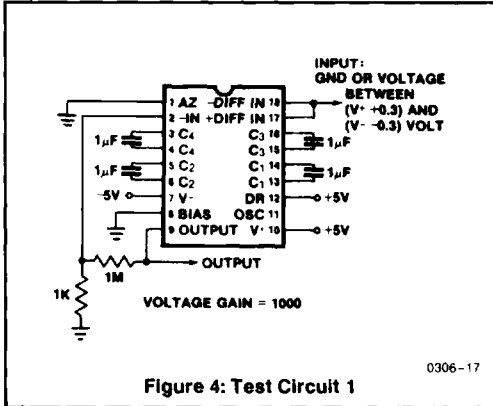 INPUT:
GND OR VOLTAGE
BETWEEN
(V+ +0.3) AND
(V- -0.3) VOLT
1 AZ -DIFF IN 18
2 -IN +DIFF IN 17
3 C4 C3 16
4 C4 C3 15
5 C2 C1 14
6 C2 C1 13
7 V- DR 12
8 BIAS OSC 11
9 OUTPUT V+ 10
1μF
1μF
1μF
1μF
-5V
+5V
+5V
1M
OUTPUT
1K
VOLTAGE GAIN = 1000
0306-17
Figure 4: Test Circuit 1